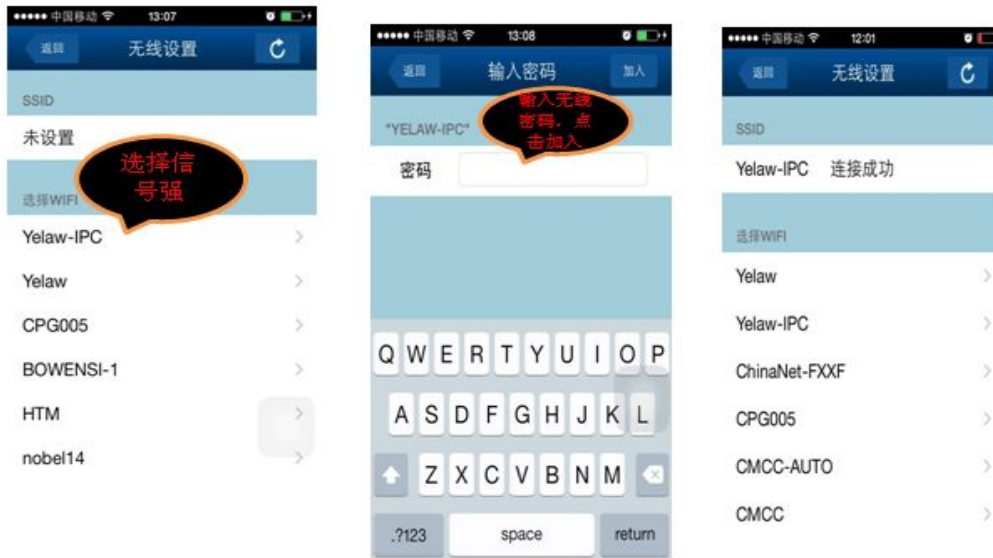 中国移动 13:07
返回 无线设置
SSID
未设置
选择信
号强
选择WIFI
Yelaw-IPC
Yelaw
CPG005
BOWENSI-1
HTM
nobel14
中国移动 13:08
返回 输入密码 加入
"YELAW-IPC"
输入无线
密码，点
击加入
密码
Q W E R T Y U I O P
A S D F G H J K L
Z X C V B N M
.?123 space return
中国移动 12:01
返回 无线设置
SSID
Yelaw-IPC 连接成功
选择WIFI
Yelaw
Yelaw-IPC
ChinaNet-FXXF
CPG005
CMCC-AUTO
CMCC